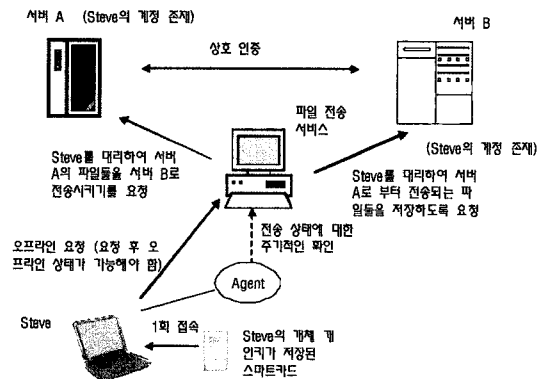 서버 A (Steve의 계정 존재)
서버 B
상호 인증
파일 전송
서비스
(Steve의 계정 존재)
Steve를 대리하여 서버
A의 파일들을 서버 B로
전송시키기를 요청
Steve를 대리하여 서버
A로 부터 전송되는 파
일들을 저장하도록 요청
오프라인 요청 (요청 후 오
프라인 상태가 가능해야 함)
전송 상태에 대한
주기적인 확인
Agent
Steve
1회 접속
Steve의 개체 개
인키가 저장된
스마트카드